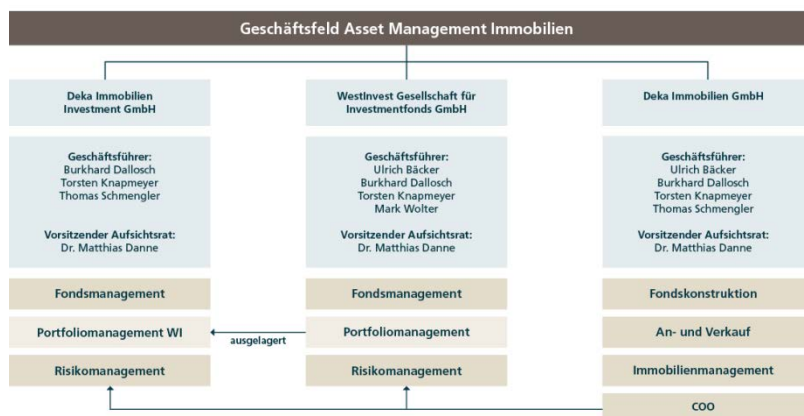 Geschäftsfeld Asset Management Immobilien
Deka Immobilien
Investment GmbH
Geschäftsführer:
Burkhard Dallosch
Torsten Knapmeyer
Thomas Schmengler
Vorsitzender Aufsichtsrat:
Dr. Matthias Danne
Fondsmanagement
Portfoliomanagement WI
Risikomanagement
ausgelagert
WestInvest Gesellschaft für
Investmentfonds GmbH
Geschäftsführer:
Ulrich Bäcker
Burkhard Dallosch
Torsten Knapmeyer
Mark Wolter
Vorsitzender Aufsichtsrat:
Dr. Matthias Danne
Fondsmanagement
Portfoliomanagement
Risikomanagement
Deka Immobilien GmbH
Geschäftsführer:
Ulrich Bäcker
Burkhard Dallosch
Torsten Knapmeyer
Thomas Schmengler
Vorsitzender Aufsichtsrat:
Dr. Matthias Danne
Fondskonstruktion
An- und Verkauf
Immobilienmanagement
COO